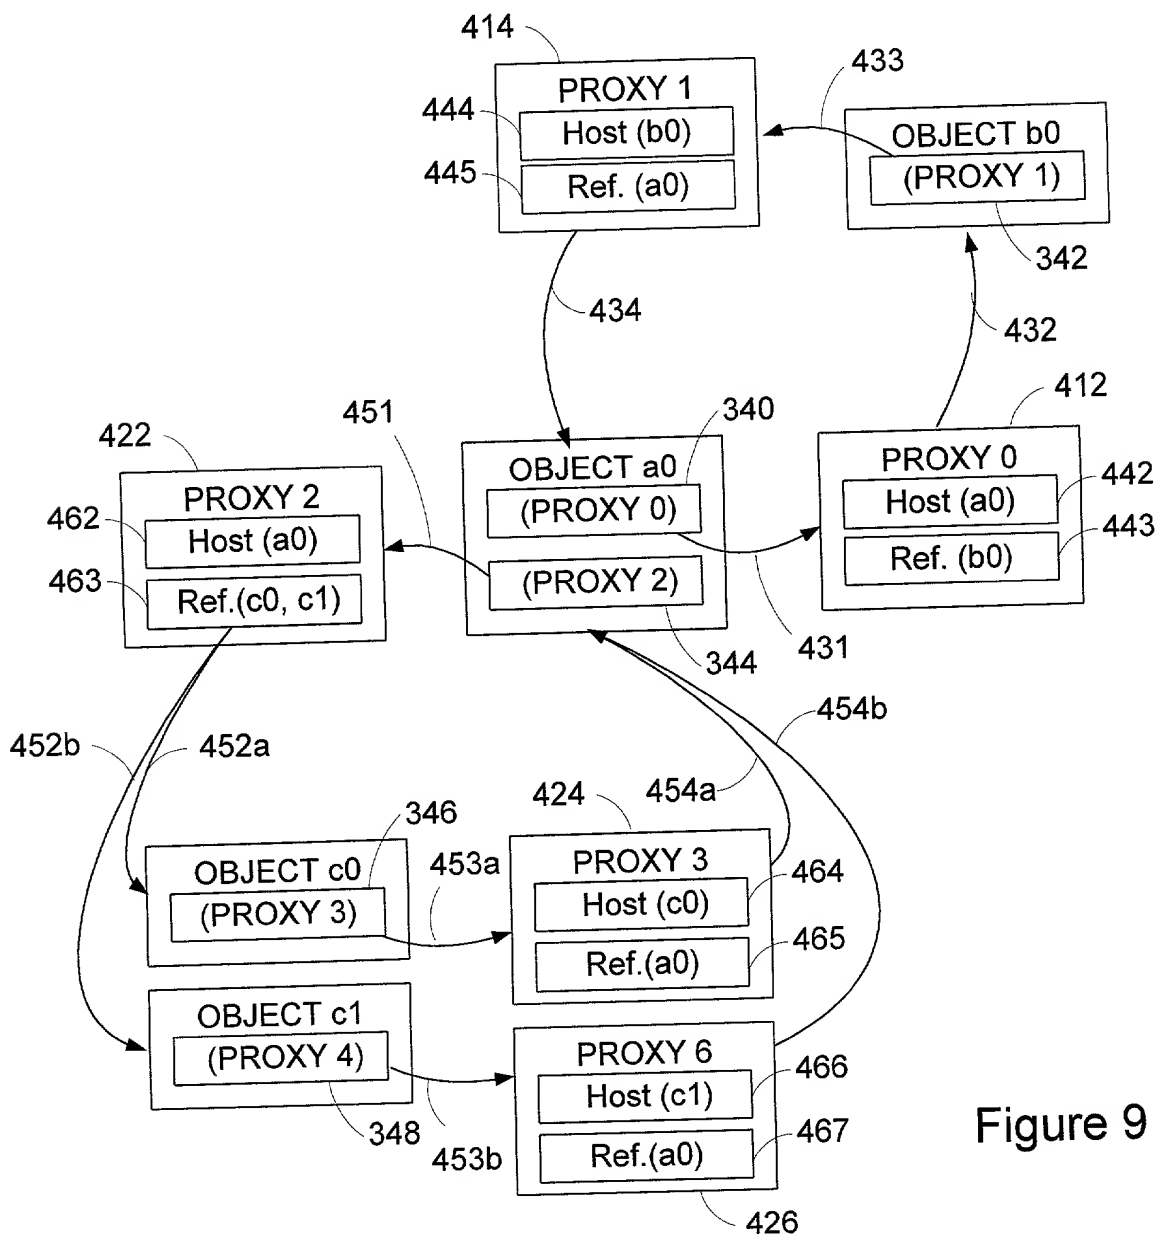 414
PROXY 1
444
Host (b0)
445
Ref. (a0)
433
OBJECT b0
(PROXY 1)
342
434
432
412
451
340
422
PROXY 2
462
Host (a0)
463
Ref.(c0, c1)
OBJECT a0
(PROXY 0)
(PROXY 2)
344
431
PROXY 0
Host (a0)
442
Ref. (b0)
443
452b
452a
454b
454a
424
346
OBJECT c0
(PROXY 3)
453a
PROXY 3
Host (c0)
464
Ref.(a0)
465
OBJECT c1
(PROXY 4)
348
453b
PROXY 6
Host (c1)
466
Ref.(a0)
467
426
Figure 9